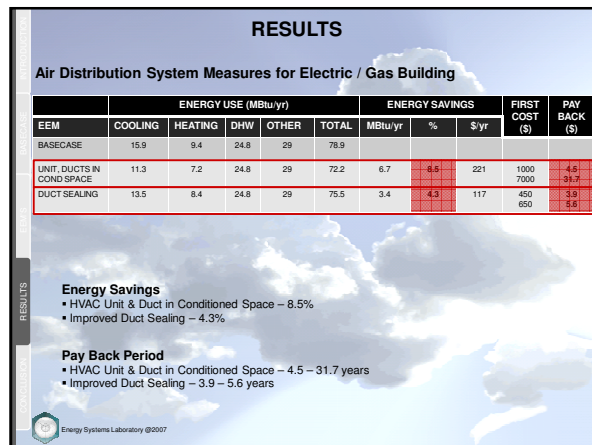 RESULTS
Air Distribution System Measures for Electric / Gas Building
ENERGY USE (MBtu/yr) ENERGY SAVINGS FIRST COST ($) PAY BACK ($)
EEM COOLING HEATING DHW OTHER TOTAL MBtu/yr % $/yr
BASECASE 15.9 9.4 24.8 29 78.9
UNIT, DUCTS IN COND SPACE 11.3 7.2 24.8 29 72.2 6.7 8.5 221 1000 7000 4.5 31.7
DUCT SEALING 13.5 8.4 24.8 29 75.5 3.4 4.3 117 450 650 3.9 5.6
Energy Savings
▪ HVAC Unit & Duct in Conditioned Space – 8.5%
▪ Improved Duct Sealing – 4.3%
Pay Back Period
▪ HVAC Unit & Duct in Conditioned Space – 4.5 – 31.7 years
▪ Improved Duct Sealing – 3.9 – 5.6 years
INTRODUCTION
BASECASE
EEMS
RESULTS
CONCLUSION
Energy Systems Laboratory @2007